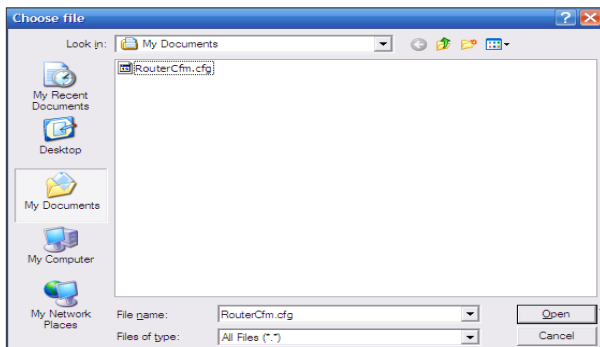 Choose file
Look in: My Documents
RouterCfm.cfg
My Recent
Documents
Desktop
My Documents
My Computer
My Network
Places
File name: RouterCfm.cfg Open
Files of type: All Files (*.*) Cancel